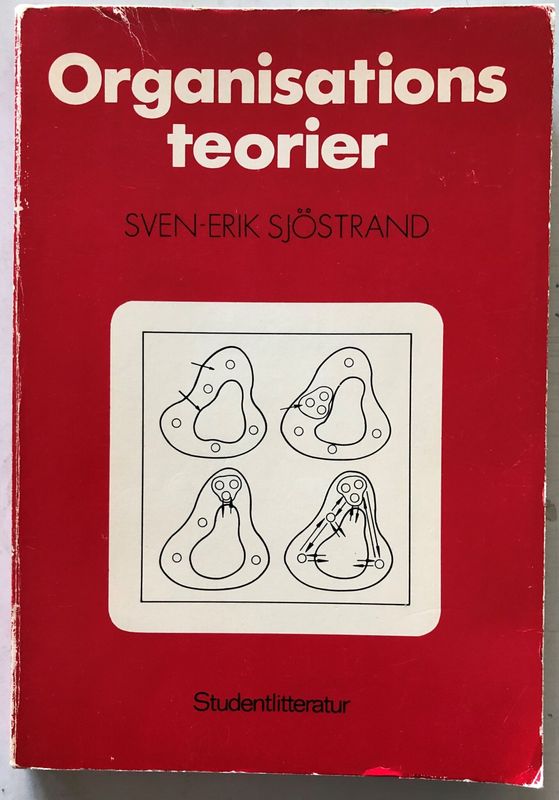 Organisations
teorier
SVEN-ERIK SJÖSTRAND
Studentlitteratur